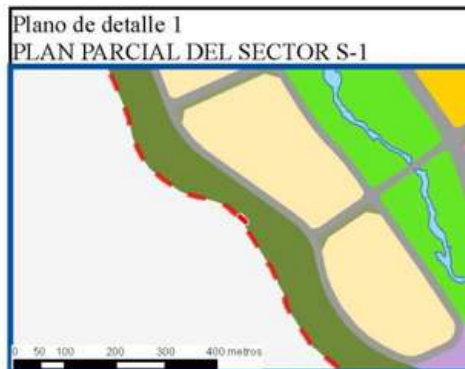 Plano de detalle 1
PLAN PARCIAL DEL SECTOR S-1
0 50 100 200 300 400 metros